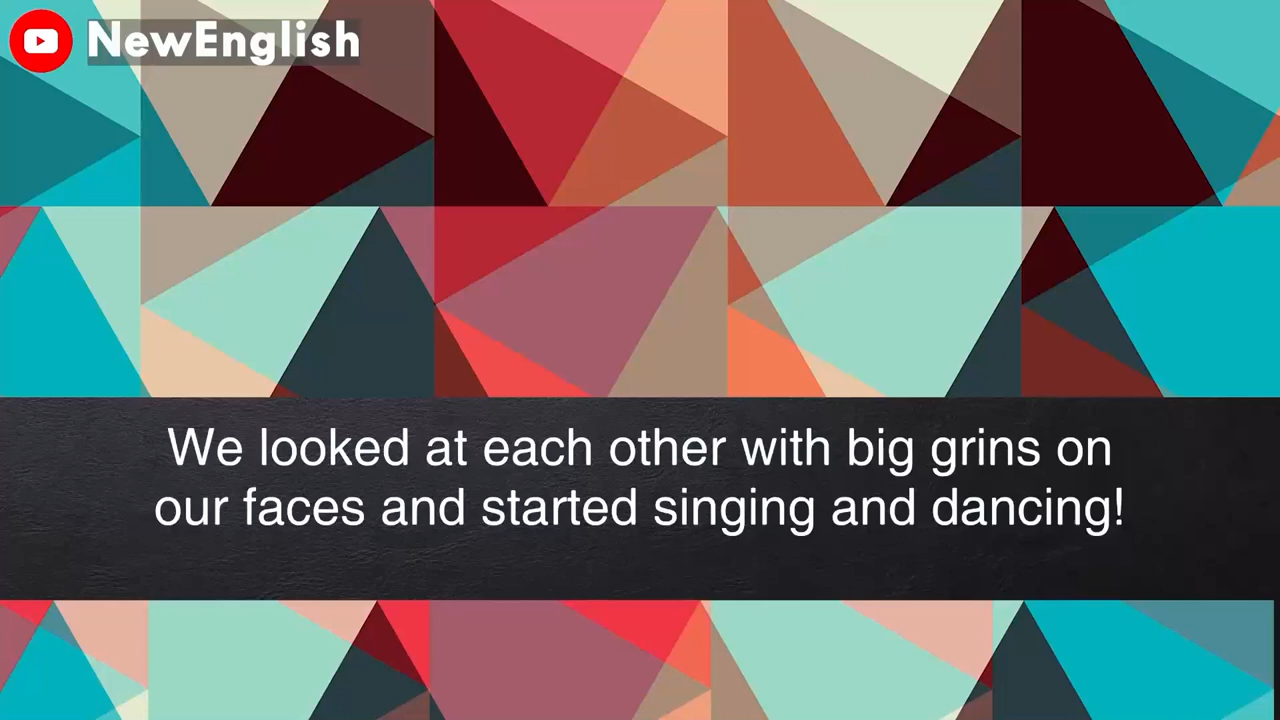 NewEnglish
We looked at each other with big grins on
our faces and started singing and dancing!